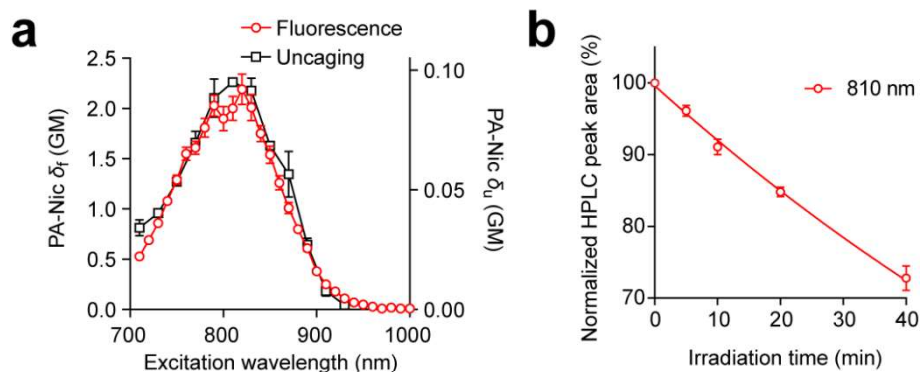 a
Fluorescence
Uncaging
PA-Nic δf (GM)
2.5
2.0
1.5
1.0
0.5
0.0
0.10
0.05
0.00
PA-Nic δu (GM)
700 800 900 1000
Excitation wavelength (nm)
b
Normalized HPLC peak area (%)
100
90
80
70
810 nm
0 10 20 30 40
Irradiation time (min)